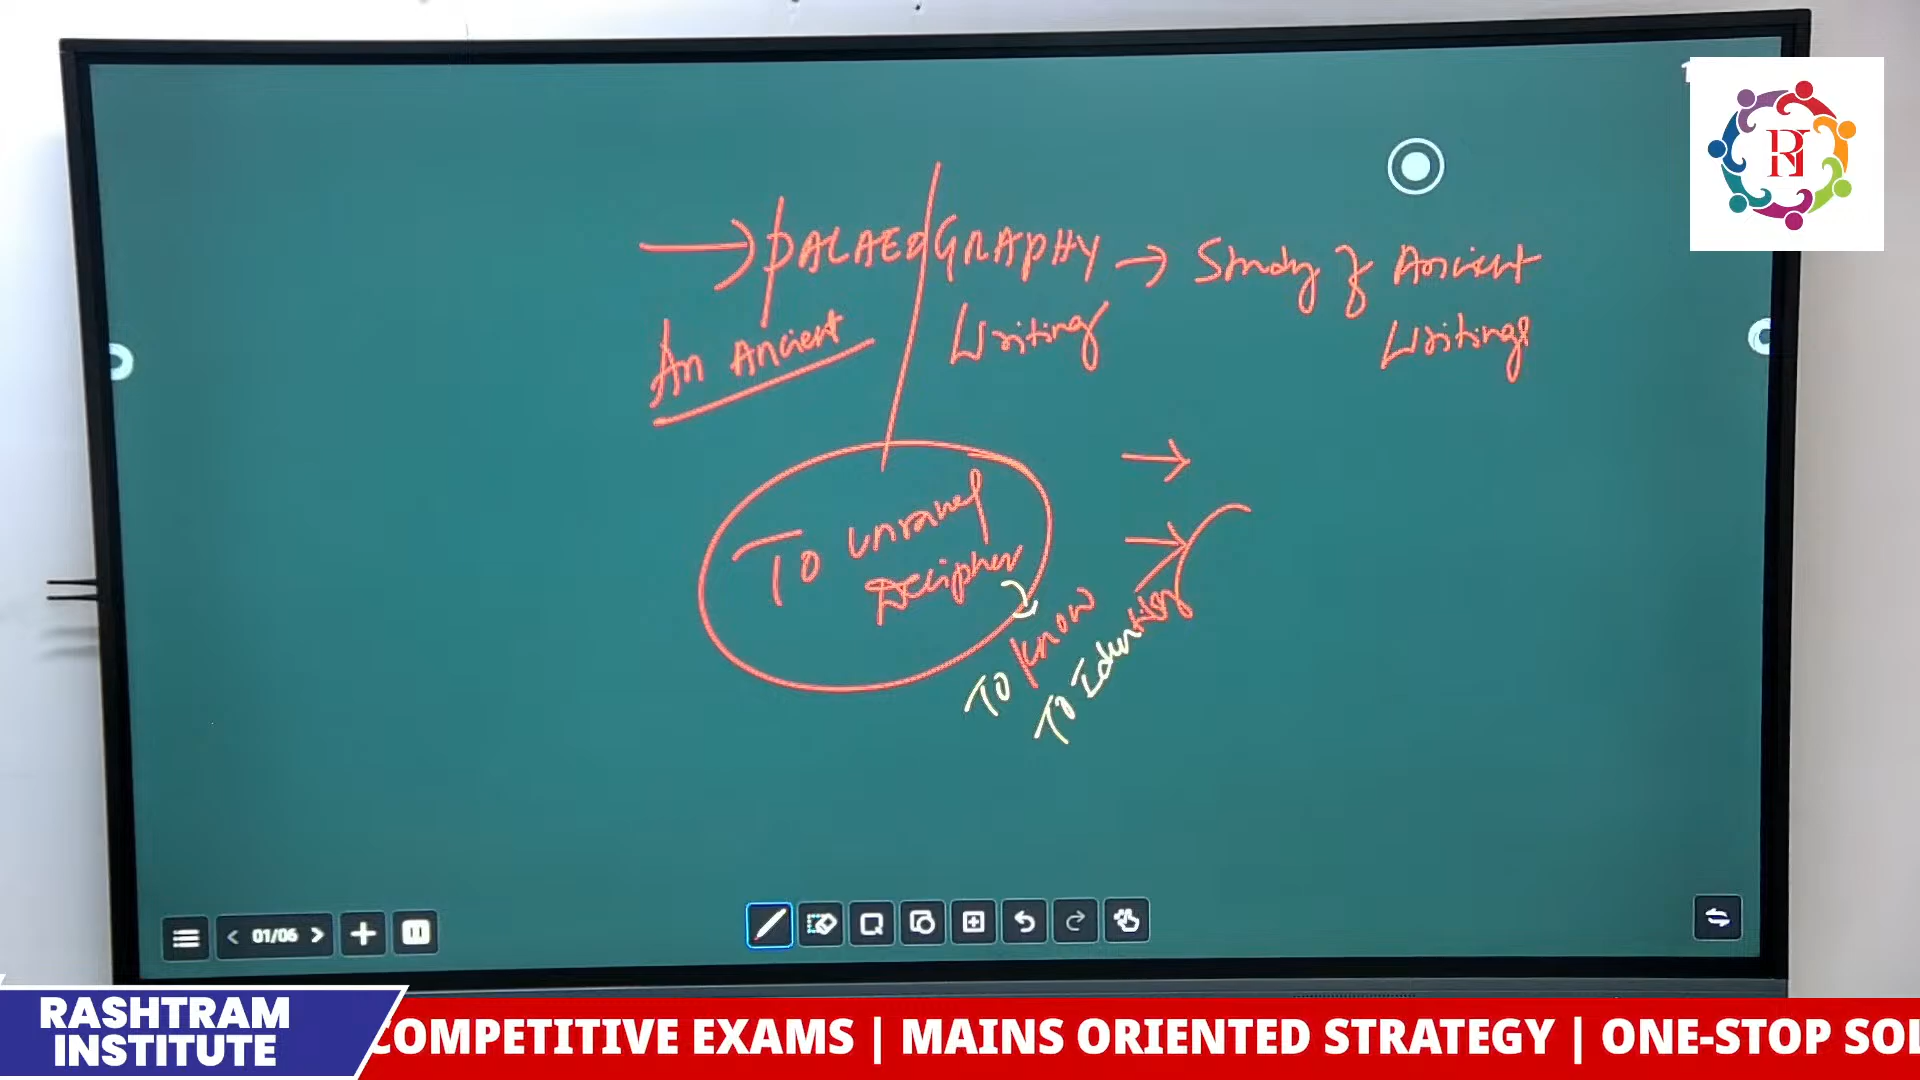 → PALAEOGRAPHY → Study of Ancient
An Ancient Writing Writings
To unravel
Decipher
To Know
To Identify
01/06
RI
RASHTRAM
INSTITUTE
COMPETITIVE EXAMS | MAINS ORIENTED STRATEGY | ONE-STOP SOL